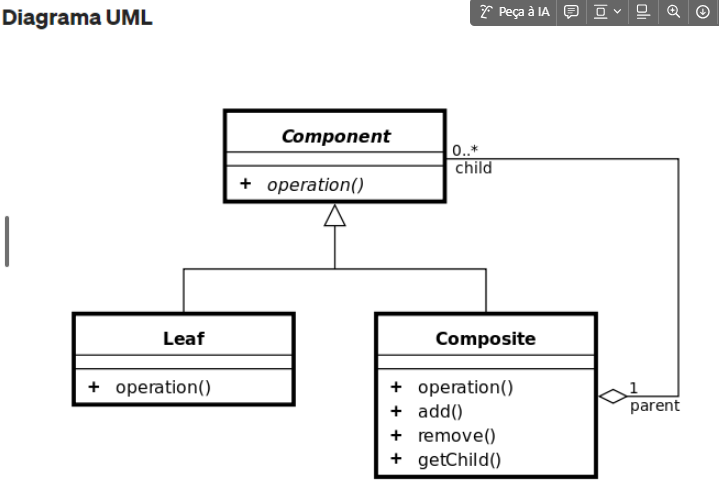 Diagrama UML
Peça à IA
Component
+ operation()
0..*
child
Leaf
+ operation()
Composite
+ operation()
+ add()
+ remove()
+ getChild()
1
parent